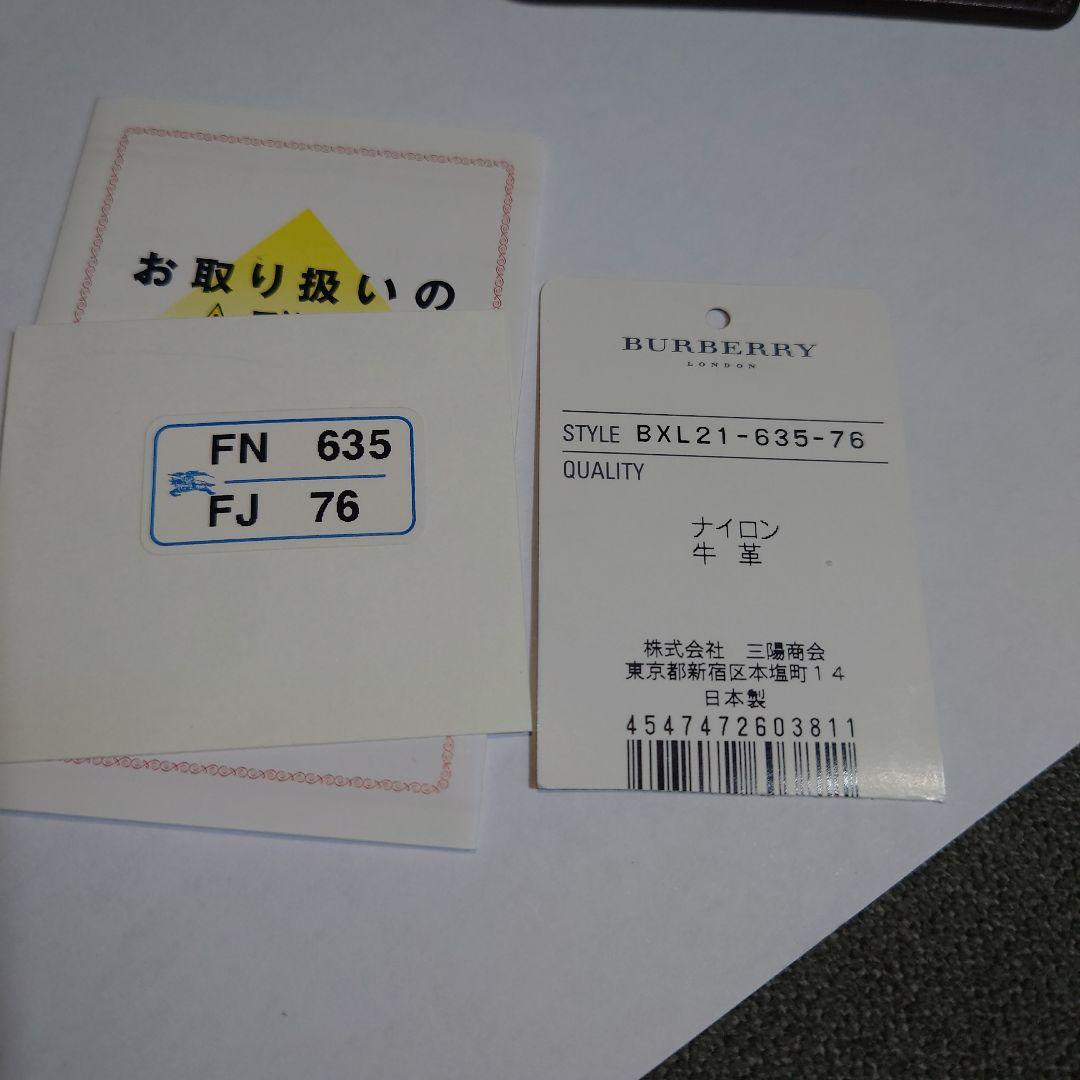 お取り扱いの
FN 635
FJ 76
BURBERRY
LONDON
STYLE BXL21-635-76
QUALITY
ナイロン
牛 革
株式会社 三陽商会
東京都新宿区本塩町14
日本製
4547472603811